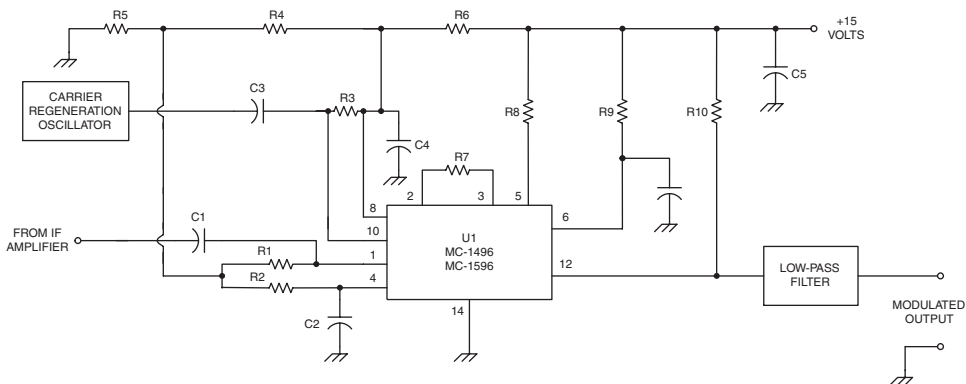 R5
R4
R6
+15
VOLTS
C5
CARRIER
REGENERATION
OSCILLATOR
C3
R3
C4
R8
R9
R10
R7
2
3
5
8
10
1
4
6
12
14
U1
MC-1496
MC-1596
FROM IF
AMPLIFIER
C1
R1
R2
C2
LOW-PASS
FILTER
MODULATED
OUTPUT